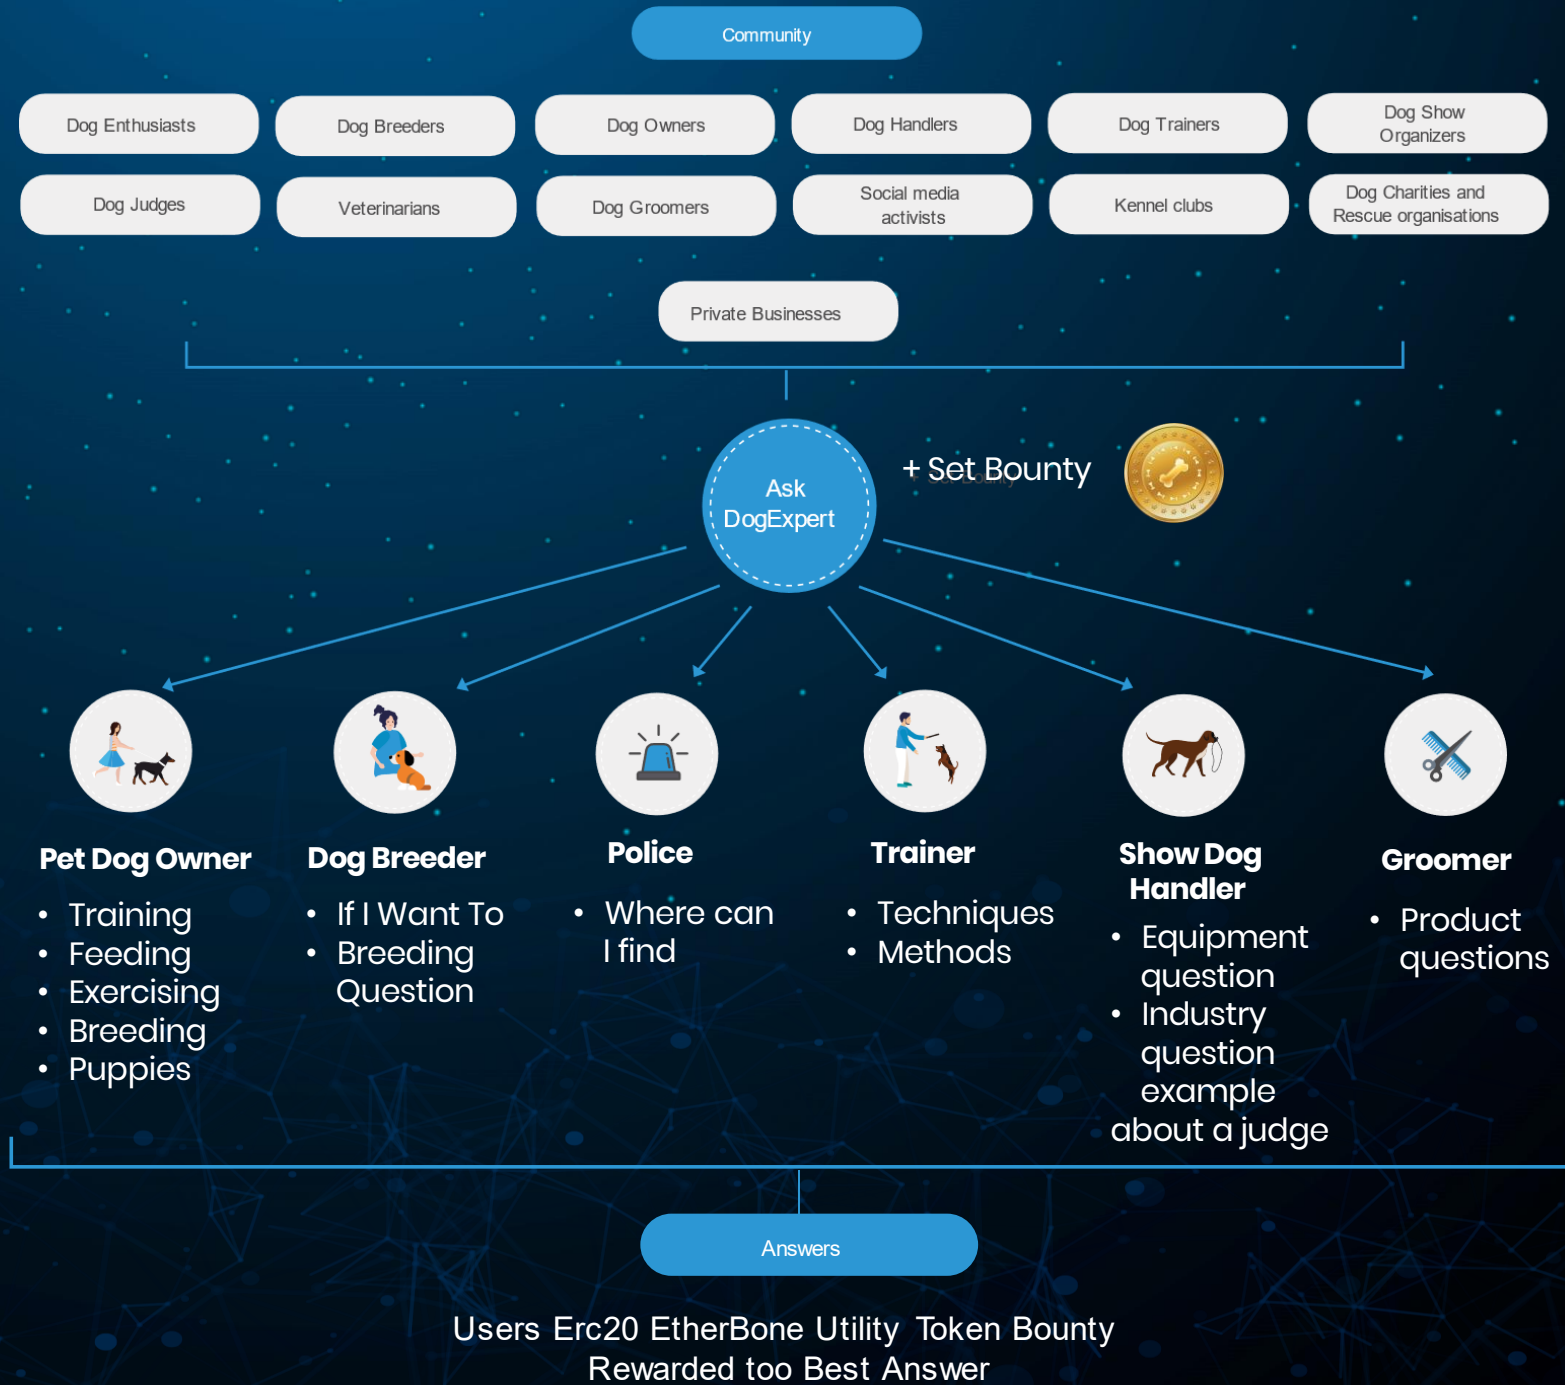 Community
Dog Enthusiasts
Dog Breeders
Dog Owners
Dog Handlers
Dog Trainers
Dog Show
Organizers
Dog Judges
Veterinarians
Dog Groomers
Social media
activists
Kennel clubs
Dog Charities and
Rescue organisations
Private Businesses
Ask
DogExpert
+ Set Bounty
+ Set Bounty
Pet Dog Owner
• Training
• Feeding
• Exercising
• Breeding
• Puppies
Dog Breeder
• If I Want To
• Breeding
Question
Police
• Where can
I find
Trainer
• Techniques
• Methods
Show Dog
Handler
• Equipment
question
• Industry
question
example
about a judge
Groomer
• Product
questions
Answers
Users Erc20 EtherBone Utility Token Bounty
Rewarded too Best Answer